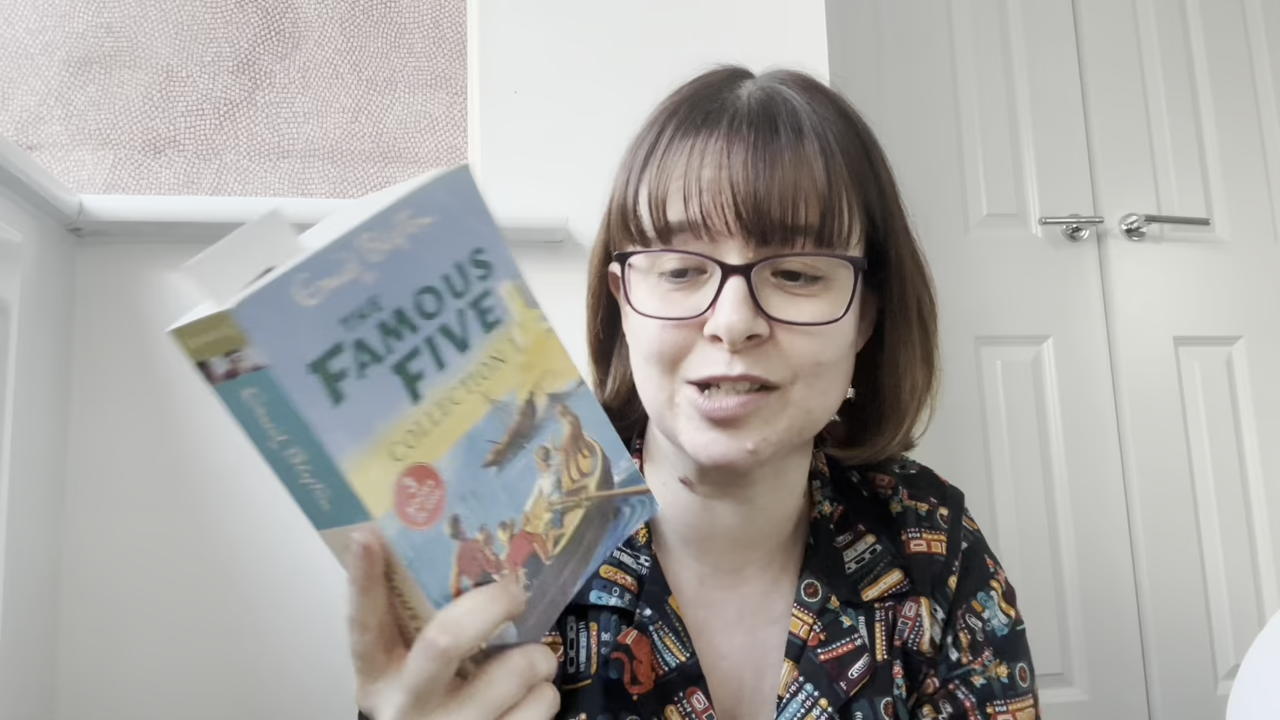 Enid Blyton
THE
FAMOUS
FIVE
COLLECTION
Enid Blyton